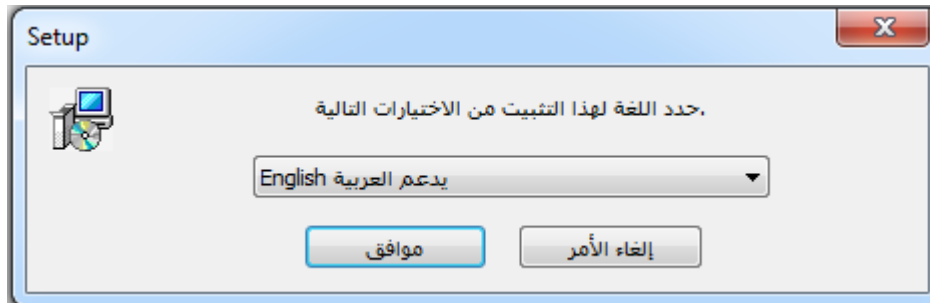 Setup
.حدد اللغة لهذا التثبيت من الاختيارات التالية
English يدعم العربية
موافق
إلغاء الأمر